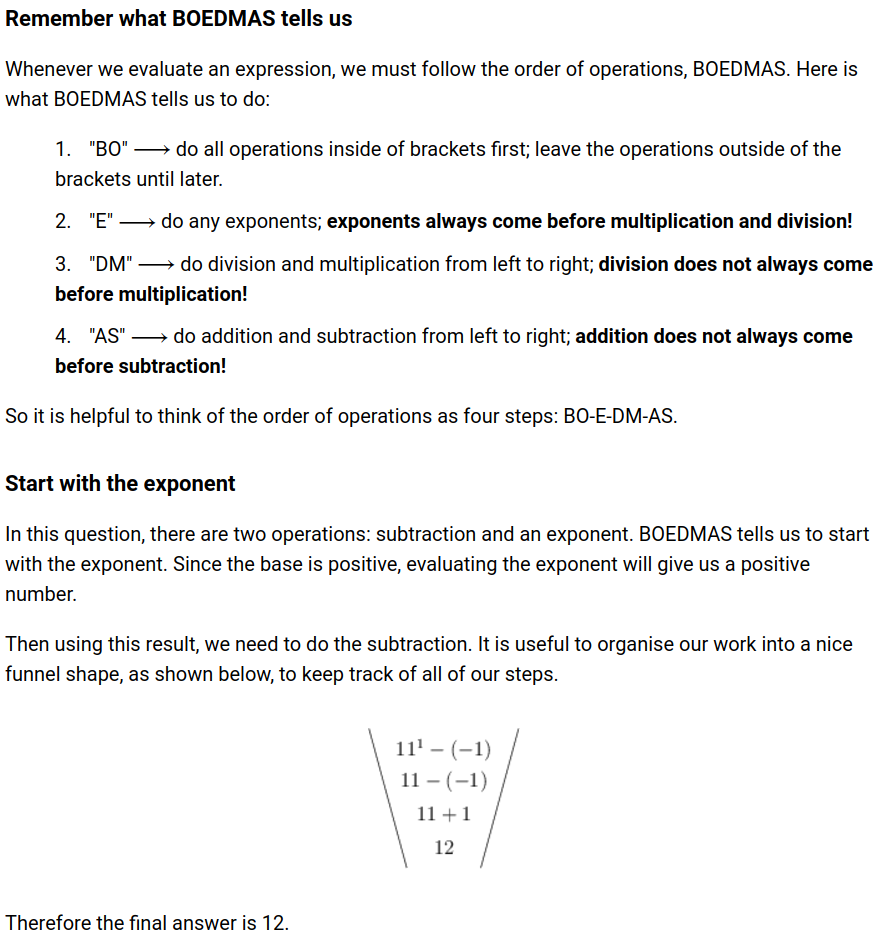 Remember what BOEDMAS tells us
Whenever we evaluate an expression, we must follow the order of operations, BOEDMAS. Here is
what BOEDMAS tells us to do:
1. "BO" ⟶ do all operations inside of brackets first; leave the operations outside of the
brackets until later.
2. "E" ⟶ do any exponents; exponents always come before multiplication and division!
3. "DM" ⟶ do division and multiplication from left to right; division does not always come
before multiplication!
4. "AS" ⟶ do addition and subtraction from left to right; addition does not always come
before subtraction!
So it is helpful to think of the order of operations as four steps: BO-E-DM-AS.
Start with the exponent
In this question, there are two operations: subtraction and an exponent. BOEDMAS tells us to start
with the exponent. Since the base is positive, evaluating the exponent will give us a positive
number.
Then using this result, we need to do the subtraction. It is useful to organise our work into a nice
funnel shape, as shown below, to keep track of all of our steps.
11¹ − (−1)
11 − (−1)
11 + 1
12
Therefore the final answer is 12.